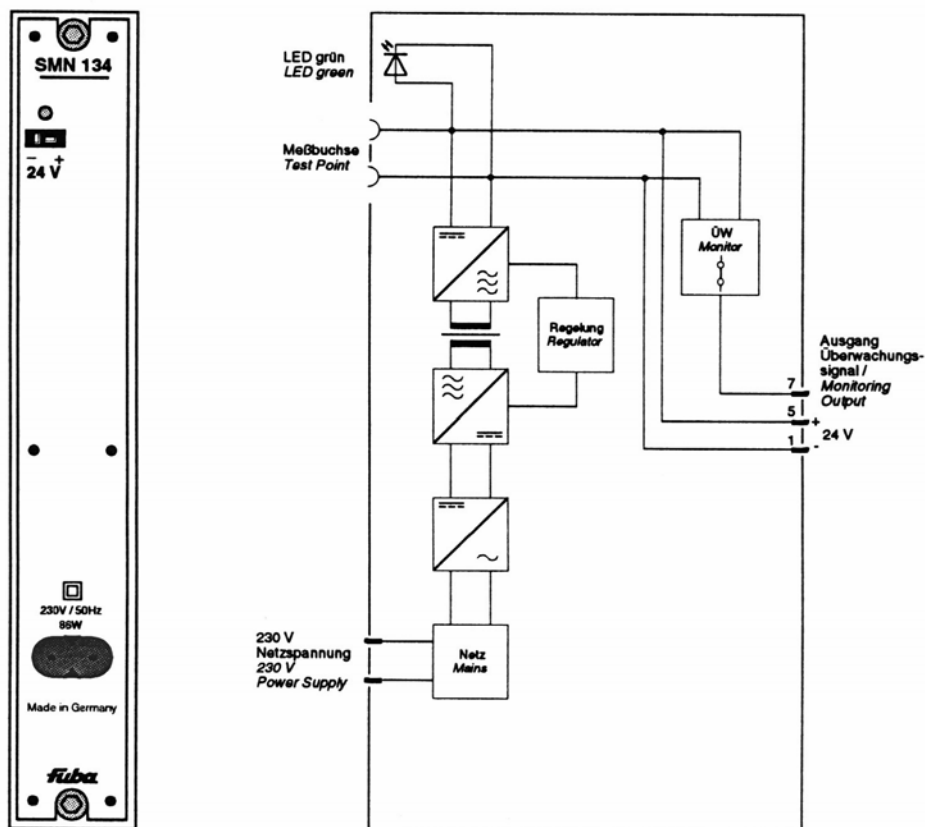 SMN 134
– +
24 V
230V / 50Hz
86W
Made in Germany
fuba
LED grün
LED green
Meßbuchse
Test Point
ÜW
Monitor
Regelung
Regulator
Ausgang
Überwachungs-
signal /
Monitoring
Output
7
5
+
24 V
1
-
230 V
Netzspannung
230 V
Power Supply
Netz
Mains